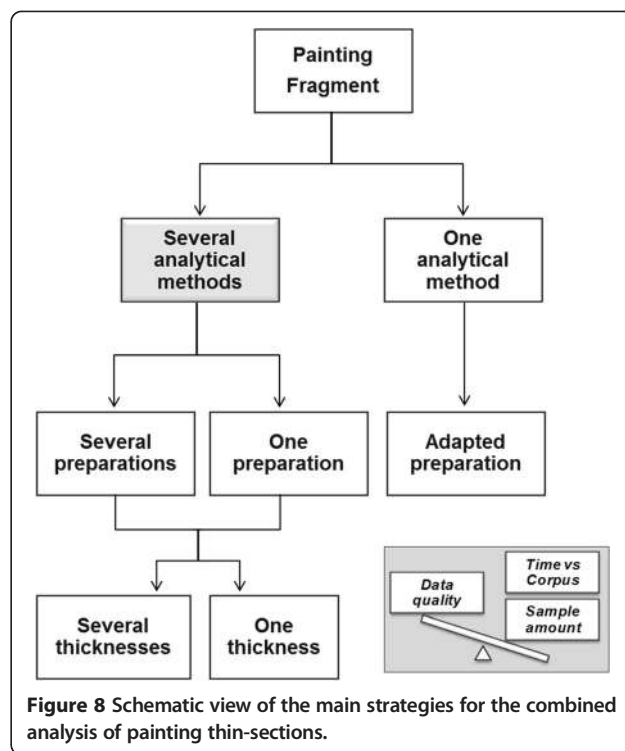 Painting
Fragment
Several
analytical
methods
One
analytical
method
Several
preparations
One
preparation
Adapted
preparation
Several
thicknesses
One
thickness
Data
quality
Time vs
Corpus
Sample
amount
Figure 8 Schematic view of the main strategies for the combined
analysis of painting thin-sections.